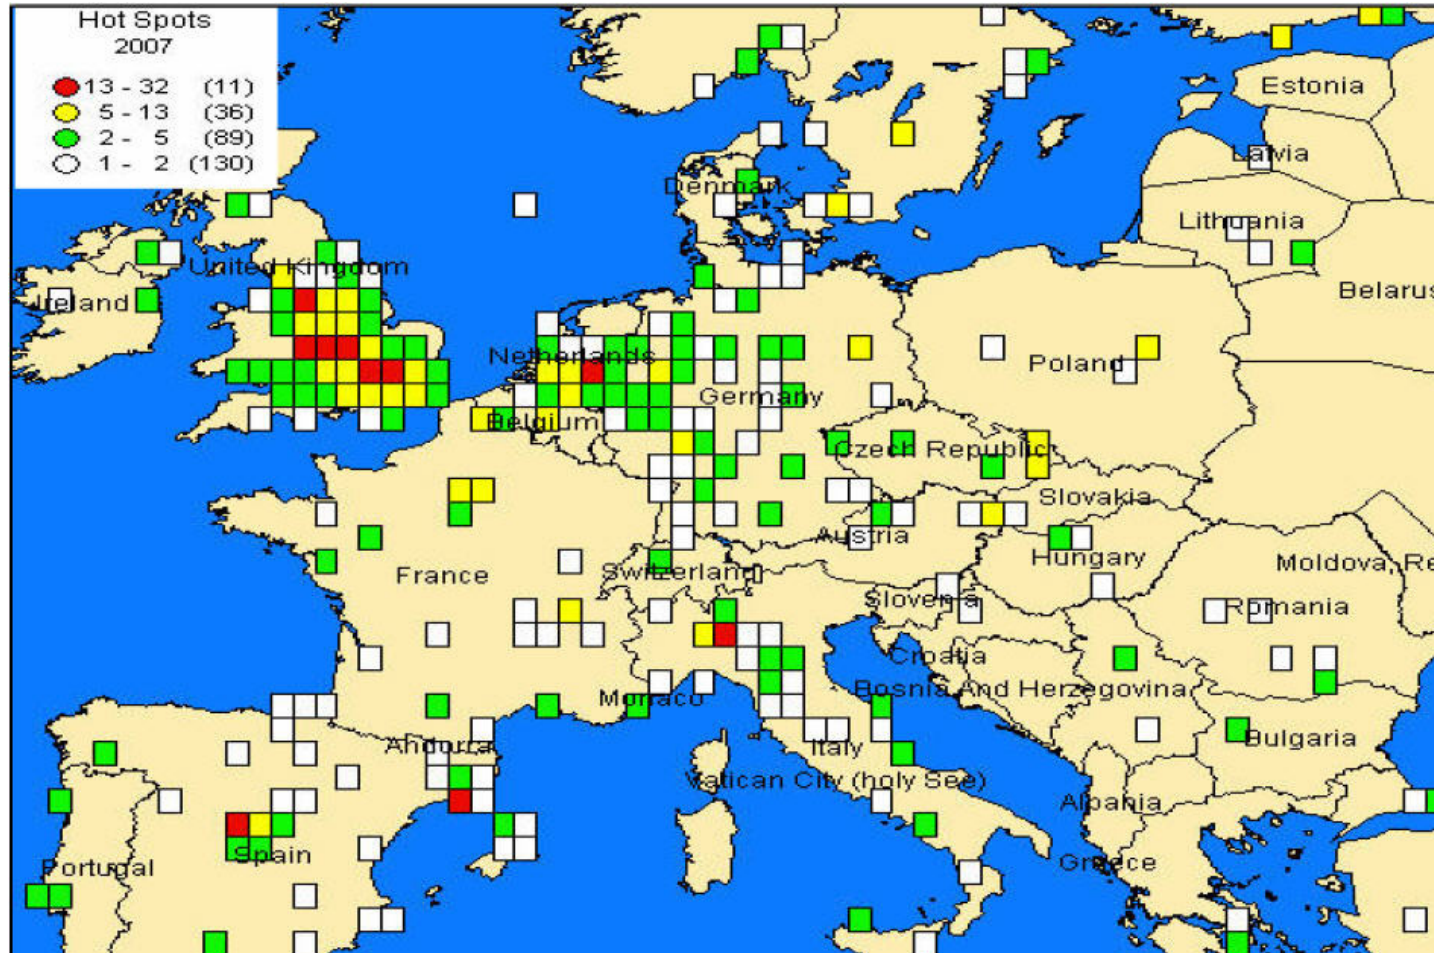 Hot Spots
2007
13 - 32 (11)
5 - 13 (36)
2 - 5 (89)
1 - 2 (130)
Estonia
Latvia
Denmark
Lithuania
United Kingdom
Ireland
Belarus
Netherlands
Poland
Germany
Belgium
Czech Republic
Slovakia
Austria
Hungary
Moldova, Re
France
Switzerland
Slovenia
Romania
Croatia
Bosnia And Herzegovina
Monaco
Andorra
Italy
Bulgaria
Vatican City (holy See)
Albania
Spain
Portugal
Greece